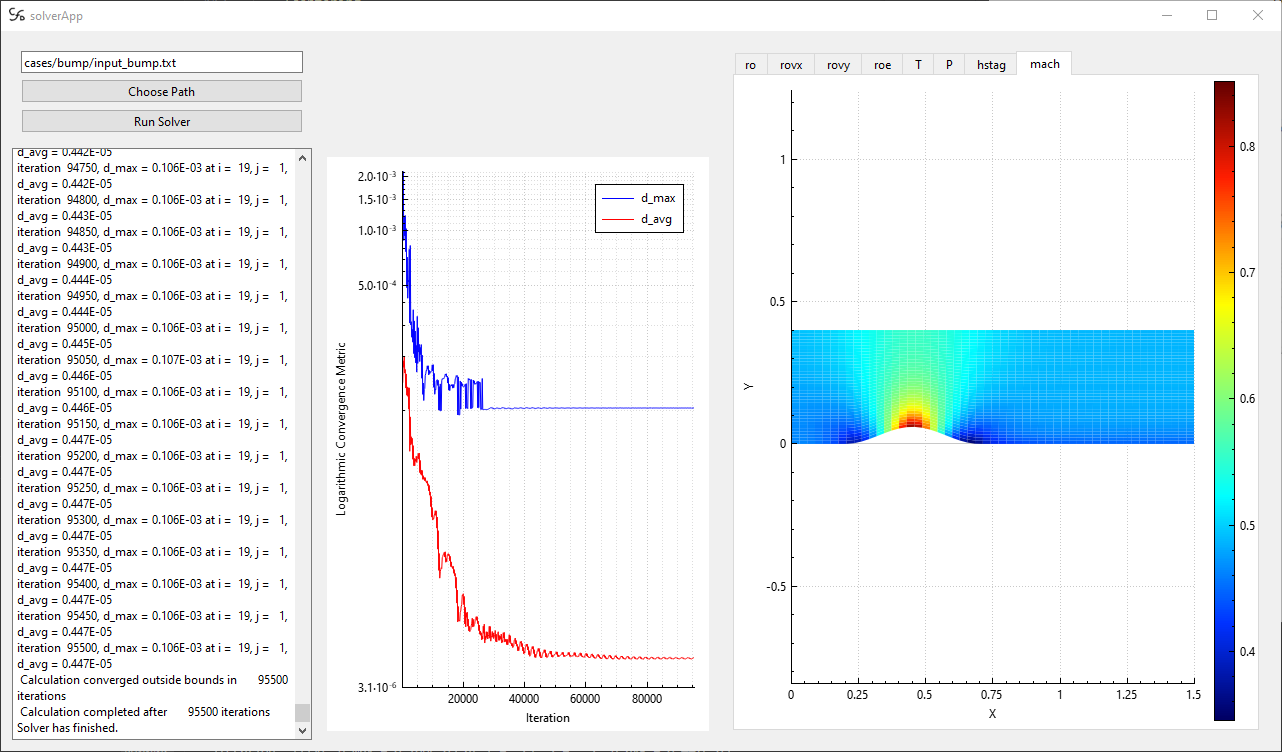 solverApp
cases/bump/input_bump.txt
Choose Path
Run Solver
d_avg = 0.442E-05
iteration  94750, d_max = 0.106E-03 at i =   19, j =    1,
d_avg = 0.442E-05
iteration  94800, d_max = 0.106E-03 at i =   19, j =    1,
d_avg = 0.443E-05
iteration  94850, d_max = 0.106E-03 at i =   19, j =    1,
d_avg = 0.443E-05
iteration  94900, d_max = 0.106E-03 at i =   19, j =    1,
d_avg = 0.444E-05
iteration  94950, d_max = 0.106E-03 at i =   19, j =    1,
d_avg = 0.444E-05
iteration  95000, d_max = 0.106E-03 at i =   19, j =    1,
d_avg = 0.445E-05
iteration  95050, d_max = 0.107E-03 at i =   19, j =    1,
d_avg = 0.446E-05
iteration  95100, d_max = 0.106E-03 at i =   19, j =    1,
d_avg = 0.446E-05
iteration  95150, d_max = 0.106E-03 at i =   19, j =    1,
d_avg = 0.447E-05
iteration  95200, d_max = 0.106E-03 at i =   19, j =    1,
d_avg = 0.447E-05
iteration  95250, d_max = 0.106E-03 at i =   19, j =    1,
d_avg = 0.447E-05
iteration  95300, d_max = 0.106E-03 at i =   19, j =    1,
d_avg = 0.447E-05
iteration  95350, d_max = 0.106E-03 at i =   19, j =    1,
d_avg = 0.447E-05
iteration  95400, d_max = 0.106E-03 at i =   19, j =    1,
d_avg = 0.447E-05
iteration  95450, d_max = 0.106E-03 at i =   19, j =    1,
d_avg = 0.447E-05
iteration  95500, d_max = 0.106E-03 at i =   19, j =    1,
d_avg = 0.447E-05
Calculation converged outside bounds in       95500
iterations
Calculation completed after       95500 iterations
Solver has finished.
2.0·10⁻³
1.5·10⁻³
1.0·10⁻³
5.0·10⁻⁴
3.1·10⁻⁶
Logarithmic Convergence Metric
d_max
d_avg
20000 40000 60000 80000
Iteration
ro rovx rovy roe T P hstag mach
1
0.5
0
-0.5
Y
0 0.25 0.5 0.75 1 1.25 1.5
X
0.8
0.7
0.6
0.5
0.4